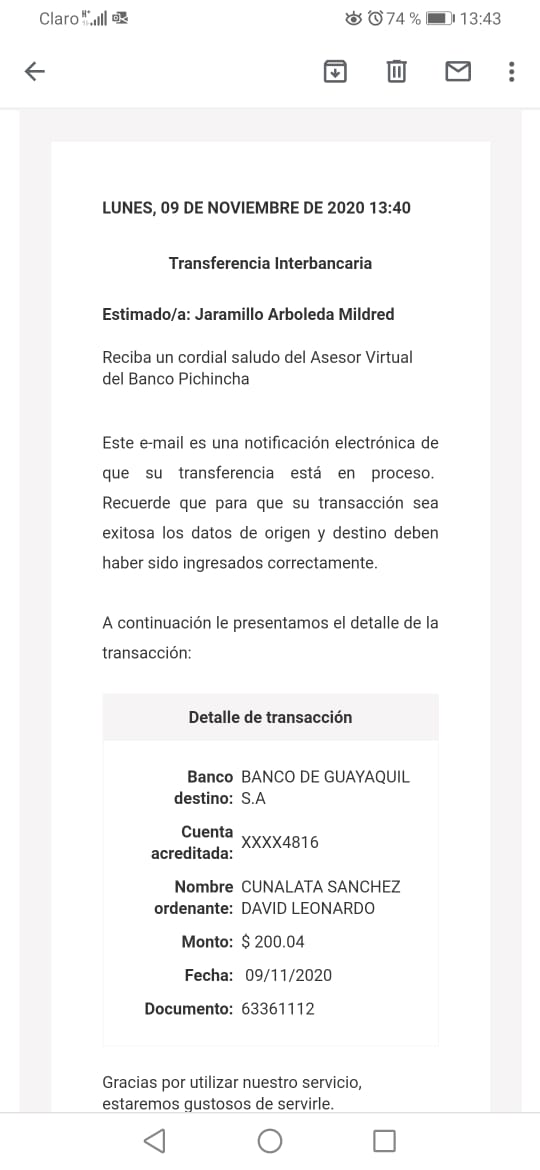 Claro 74 % 13:43
LUNES, 09 DE NOVIEMBRE DE 2020 13:40
Transferencia Interbancaria
Estimado/a: Jaramillo Arboleda Mildred
Reciba un cordial saludo del Asesor Virtual
del Banco Pichincha
Este e-mail es una notificación electrónica de
que su transferencia está en proceso.
Recuerde que para que su transacción sea
exitosa los datos de origen y destino deben
haber sido ingresados correctamente.
A continuación le presentamos el detalle de la
transacción:
Detalle de transacción
Banco BANCO DE GUAYAQUIL
destino: S.A
Cuenta
acreditada: XXXX4816
Nombre CUNALATA SANCHEZ
ordenante: DAVID LEONARDO
Monto: $ 200.04
Fecha: 09/11/2020
Documento: 63361112
Gracias por utilizar nuestro servicio,
estaremos gustosos de servirle.